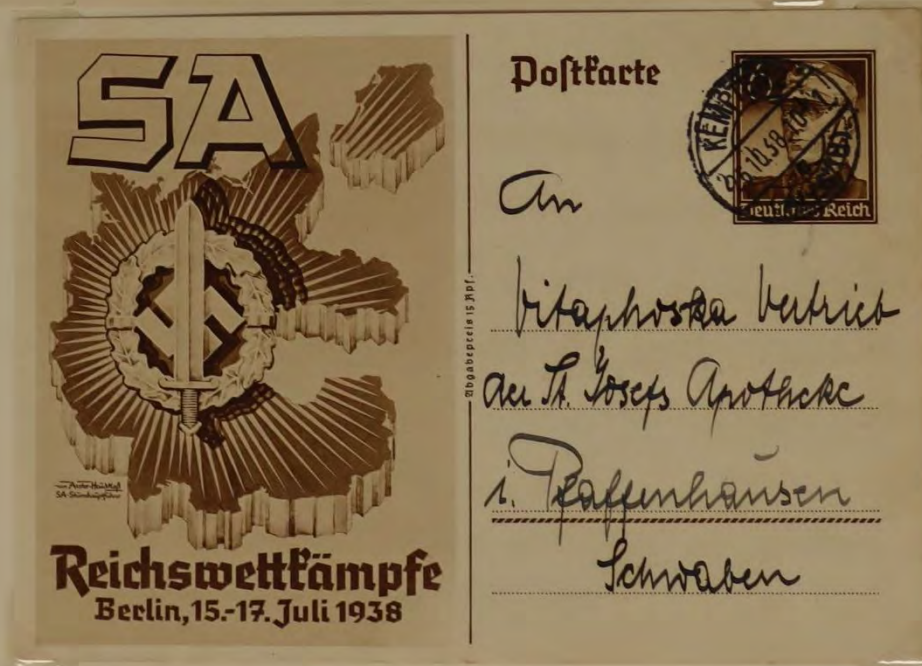 SA
Reichswettkämpfe
Berlin, 15.-17. Juli 1938
Postkarte
Deutsches Reich
Abgabepreis 15 Rpf.
An
Vitaphoska Vertrieb
der St. Josefs Apotheke
i. Pfaffenhausen
Schwaben